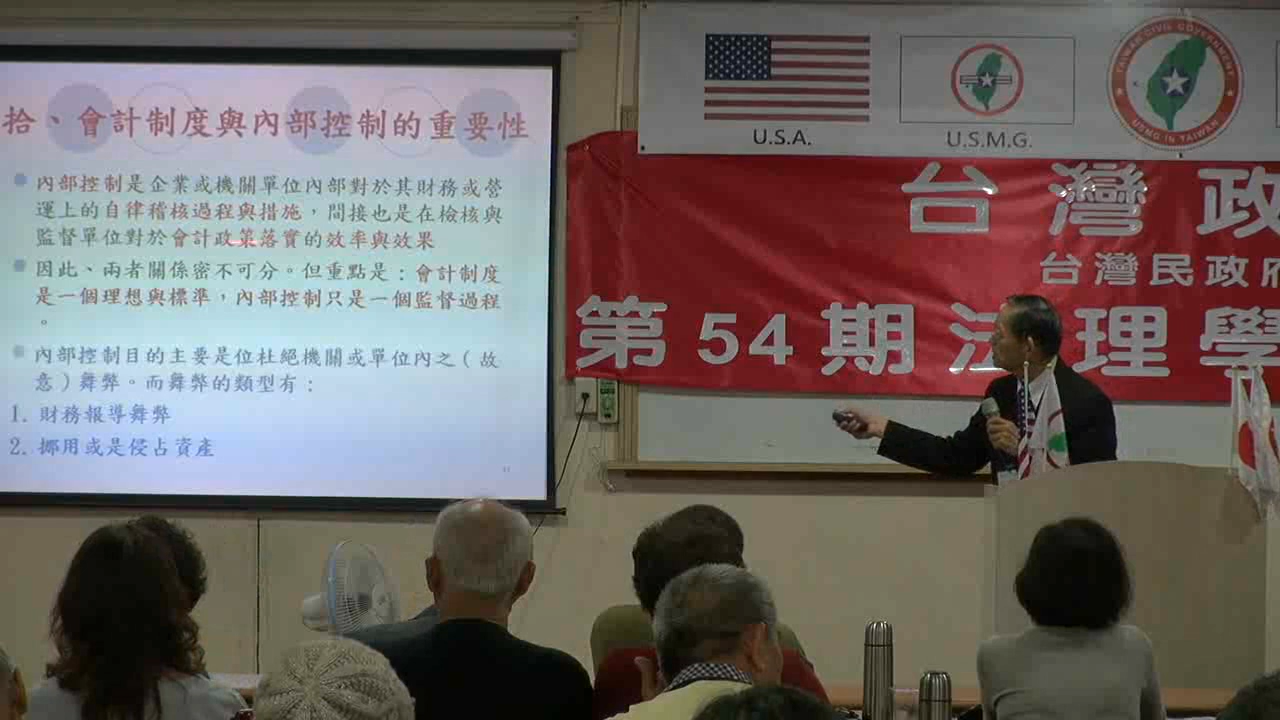 拾、會計制度與內部控制的重要性
內部控制是企業或機關單位內部對於其財務或營
運上的自律稽核過程與措施，間接也是在檢核與
監督單位對於會計政策落實的效率與效果
因此、兩者關係密不可分。但重點是：會計制度
是一個理想與標準，內部控制只是一個監督過程
。
內部控制目的主要是位杜絕機關或單位內之（故
意）舞弊。而舞弊的類型有：
1. 財務報導舞弊
2. 挪用或是侵占資產
U.S.A.
U.S.M.G.
TAIWAN CIVIL GOVERNMENT
USMG IN TAIWAN
台灣政
台灣民政府
第54期法理學